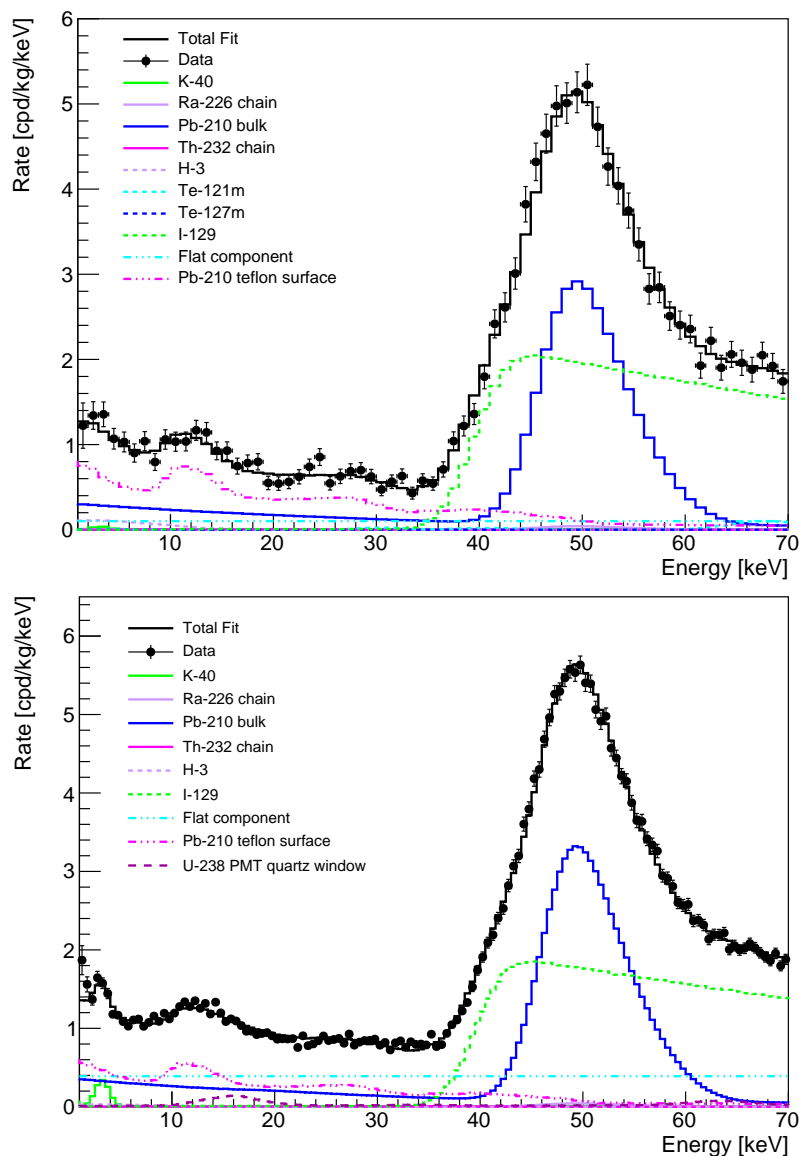 6
5
4
3
2
1
0
Rate [cpd/kg/keV]
Total Fit
Data
K-40
Ra-226 chain
Pb-210 bulk
Th-232 chain
H-3
Te-121m
Te-127m
I-129
Flat component
Pb-210 teflon surface
10 20 30 40 50 60 70
Energy [keV]
6
5
4
3
2
1
0
Rate [cpd/kg/keV]
Total Fit
Data
K-40
Ra-226 chain
Pb-210 bulk
Th-232 chain
H-3
I-129
Flat component
Pb-210 teflon surface
U-238 PMT quartz window
10 20 30 40 50 60 70
Energy [keV]